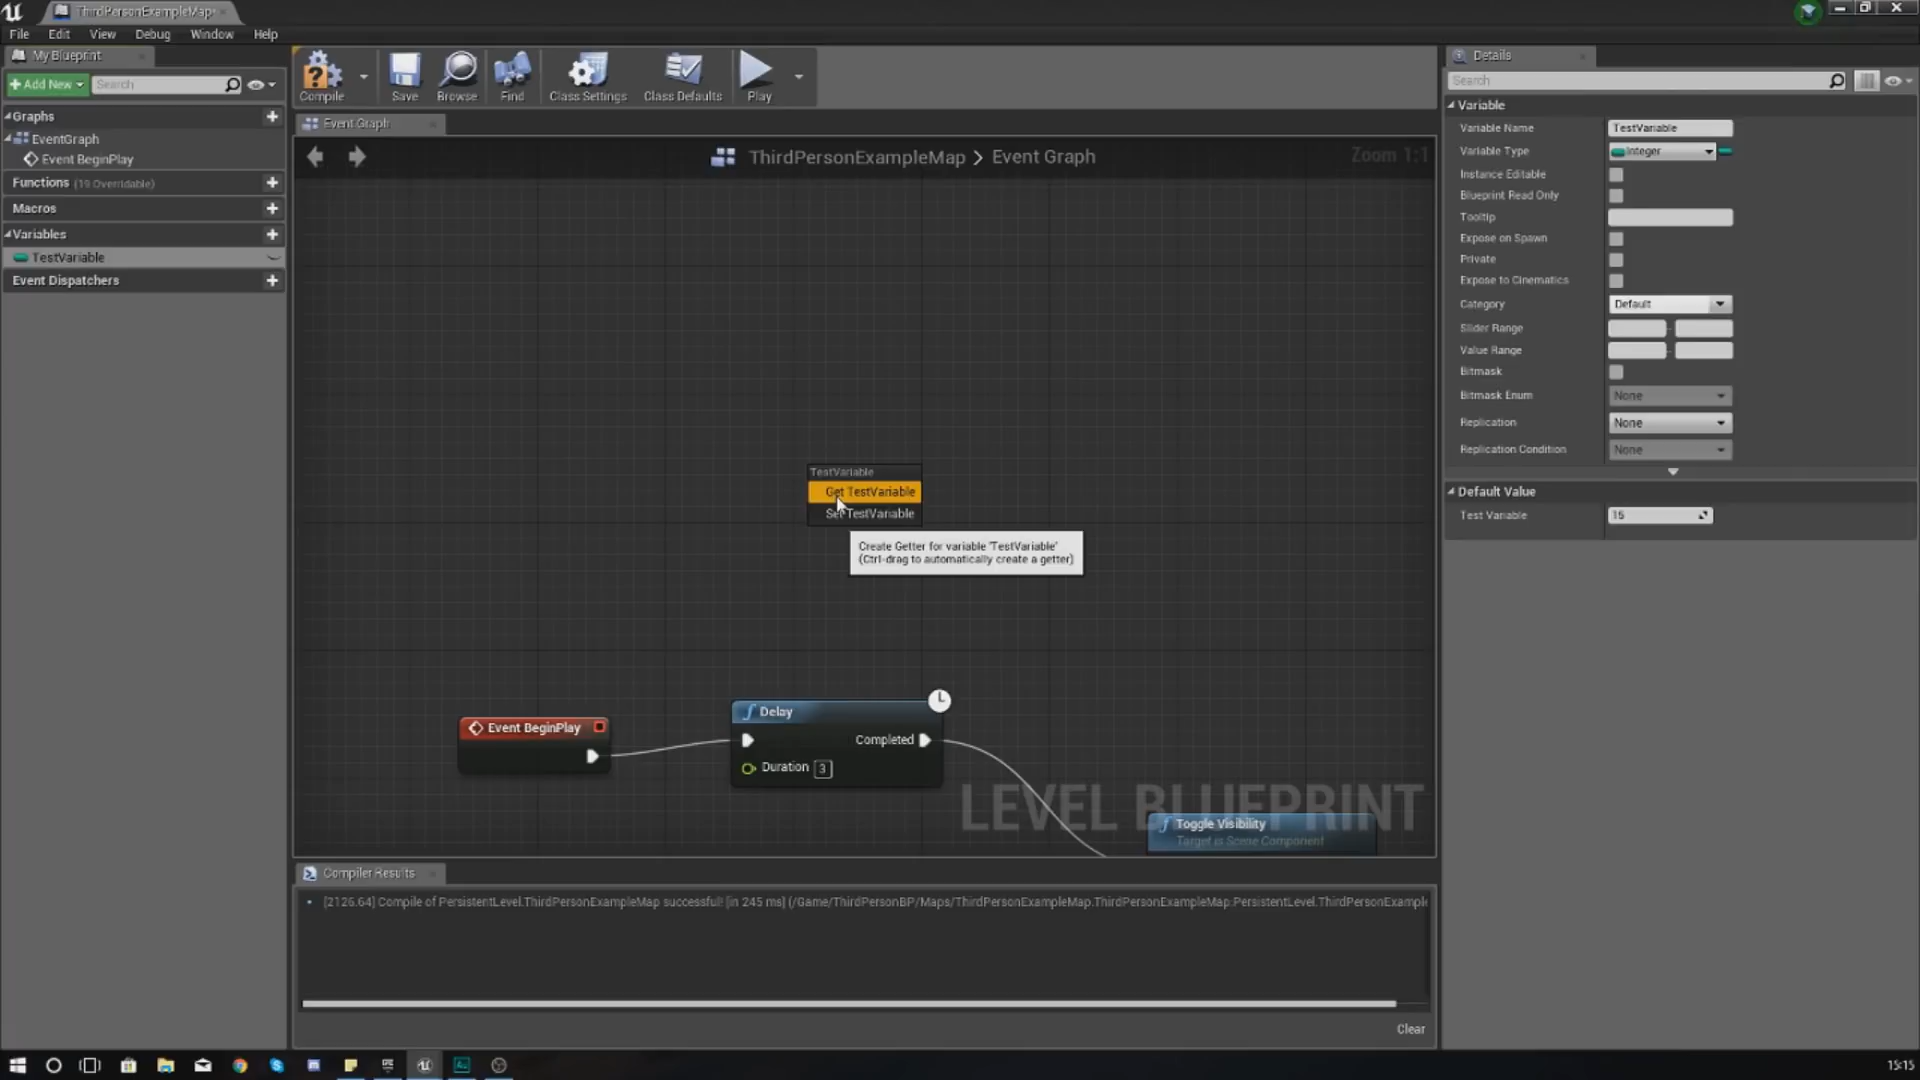 ThirdPersonExampleMap*
File Edit View Debug Window Help
My Blueprint
Add New
Search
Graphs
EventGraph
Event BeginPlay
Functions (19 Overridable)
Macros
Variables
TestVariable
Event Dispatchers
Compile
Save
Browse
Find
Class Settings
Class Defaults
Play
Event Graph
ThirdPersonExampleMap > Event Graph
Zoom 1:1
TestVariable
Get TestVariable
Set TestVariable
Create Getter for variable 'TestVariable'
(Ctrl-drag to automatically create a getter)
Event BeginPlay
Delay
Completed
Duration 3
LEVEL BLUEPRINT
Toggle Visibility
Target is Scene Component
Compiler Results
[2126.64] Compile of PersistentLevel.ThirdPersonExampleMap successful! [in 245 ms] (/Game/ThirdPersonBP/Maps/ThirdPersonExampleMap.ThirdPersonExampleMap:PersistentLevel.ThirdPersonExample
Clear
Details
Search
Variable
Variable Name TestVariable
Variable Type Integer
Instance Editable
Blueprint Read Only
Tooltip
Expose on Spawn
Private
Expose to Cinematics
Category Default
Slider Range
Value Range
Bitmask
Bitmask Enum None
Replication None
Replication Condition None
Default Value
Test Variable 15
15:15